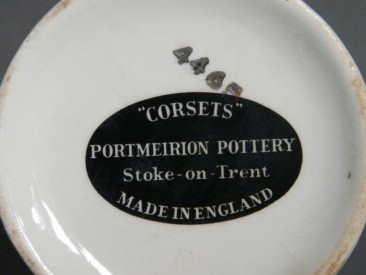 "CORSETS"
PORTMEIRION POTTERY
Stoke-on-Trent
MADE IN ENGLAND